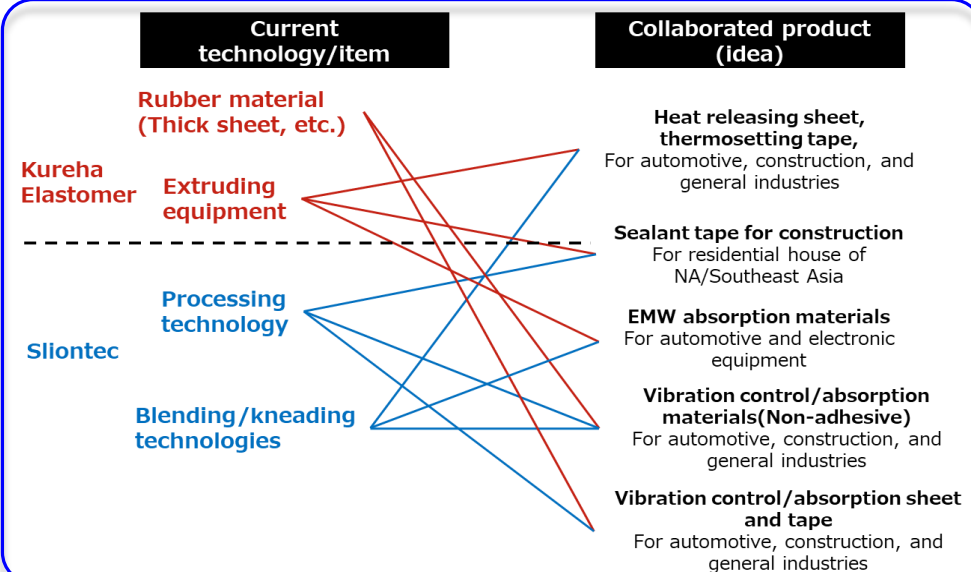 Current
technology/item
Collaborated product
(idea)
Rubber material
(Thick sheet, etc.)
Kureha
Elastomer
Extruding
equipment
Processing
technology
Sliontec
Blending/kneading
technologies
Heat releasing sheet,
thermosetting tape,
For automotive, construction, and
general industries
Sealant tape for construction
For residential house of
NA/Southeast Asia
EMW absorption materials
For automotive and electronic
equipment
Vibration control/absorption
materials(Non-adhesive)
For automotive, construction, and
general industries
Vibration control/absorption sheet
and tape
For automotive, construction, and
general industries